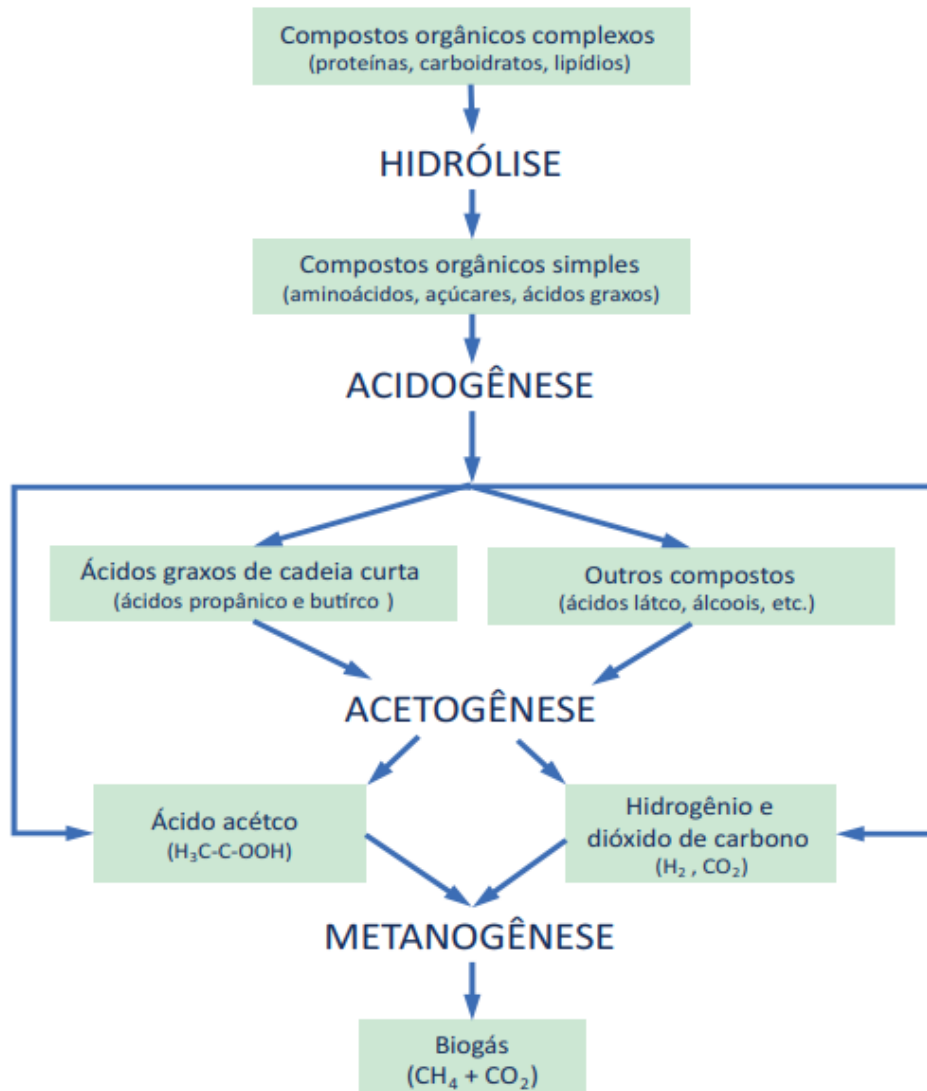 Compostos orgânicos complexos
(proteínas, carboidratos, lipídios)
HIDRÓLISE
Compostos orgânicos simples
(aminoácidos, açúcares, ácidos graxos)
ACIDOGÊNESE
Ácidos graxos de cadeia curta
(ácidos propânico e butírco )
Outros compostos
(ácidos látco, álcoois, etc.)
ACETOGÊNESE
Ácido acétco
(H₃C-C-OOH)
Hidrogênio e
dióxido de carbono
(H₂ , CO₂)
METANOGÊNESE
Biogás
(CH₄ + CO₂)